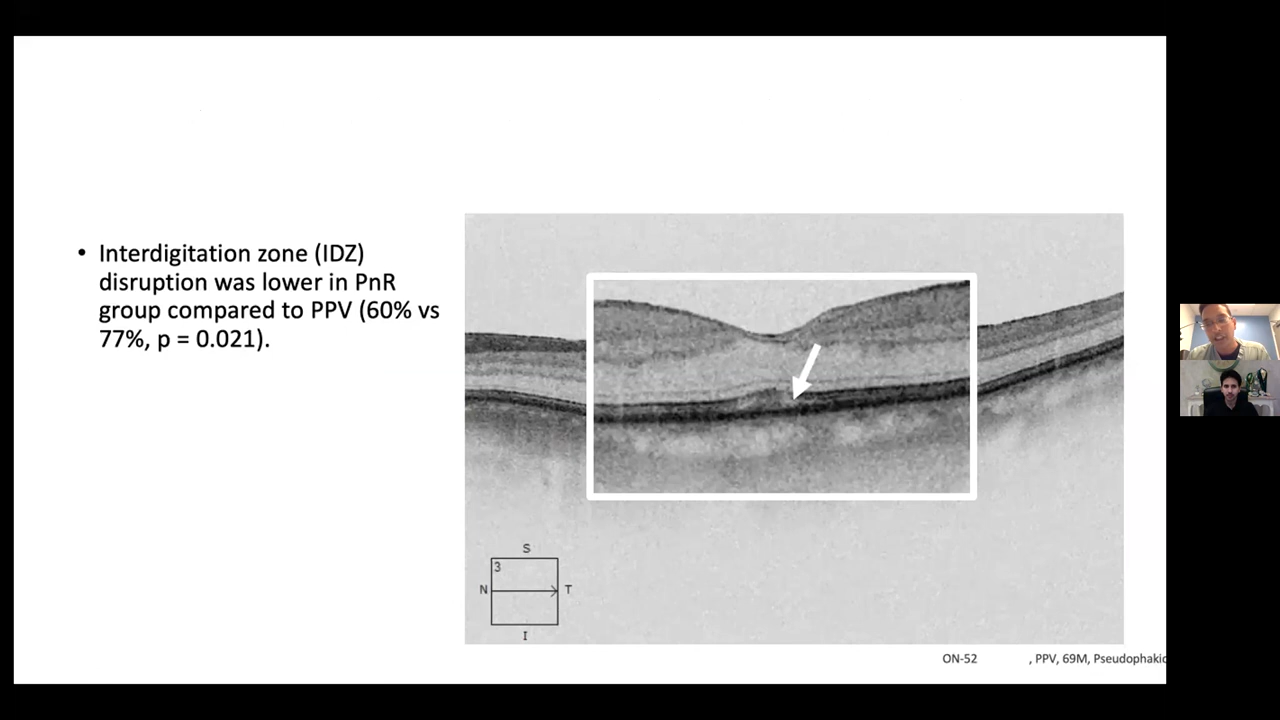 • Interdigitation zone (IDZ)
disruption was lower in PnR
group compared to PPV (60% vs
77%, p = 0.021).
S
3
N
T
I
ON-52 , PPV, 69M, Pseudophakic